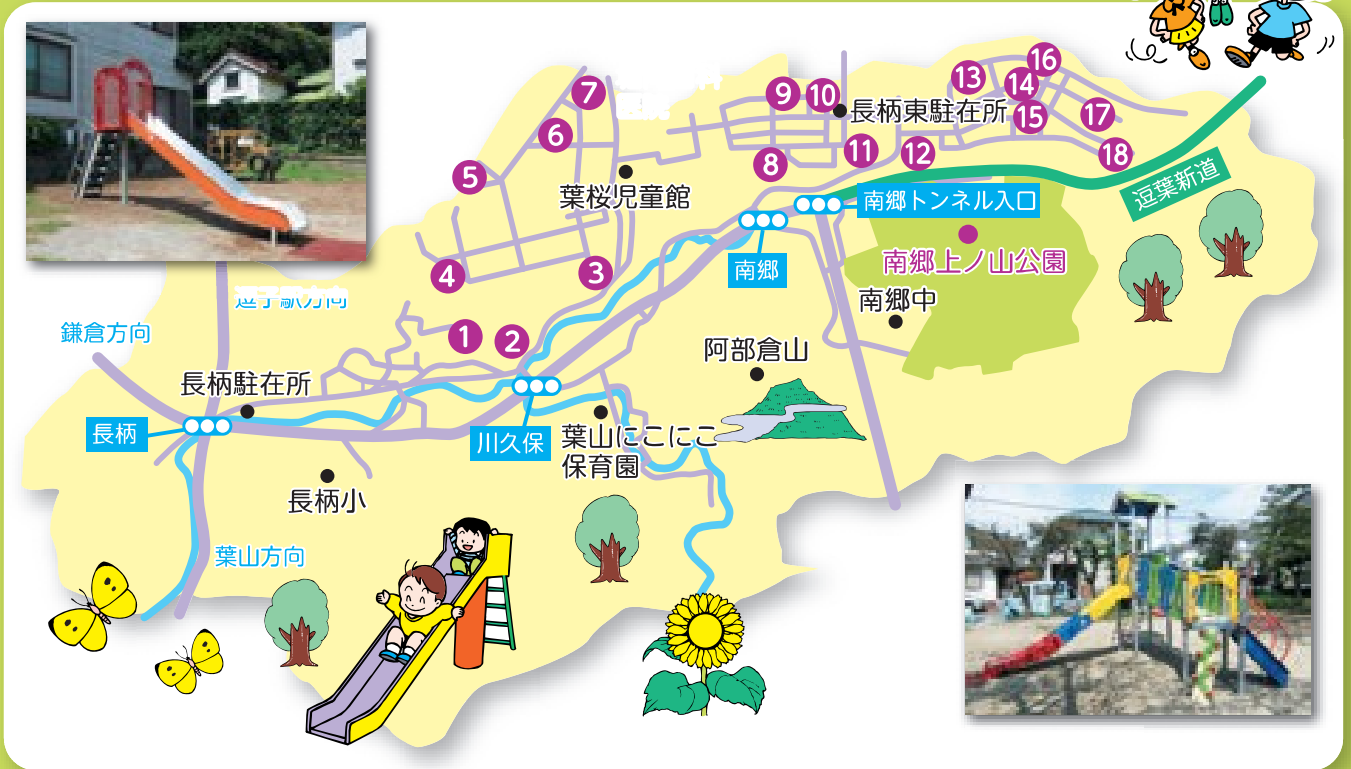 7
6
5
4
3
1
2
9
10
8
11
12
13
14
16
15
17
18
長柄東駐在所
葉桜児童館
南郷トンネル入口
逗葉新道
南郷
南郷上ノ山公園
南郷中
逗子駅方向
鎌倉方向
阿部倉山
長柄駐在所
長柄
川久保
葉山にこにこ
保育園
長柄小
葉山方向